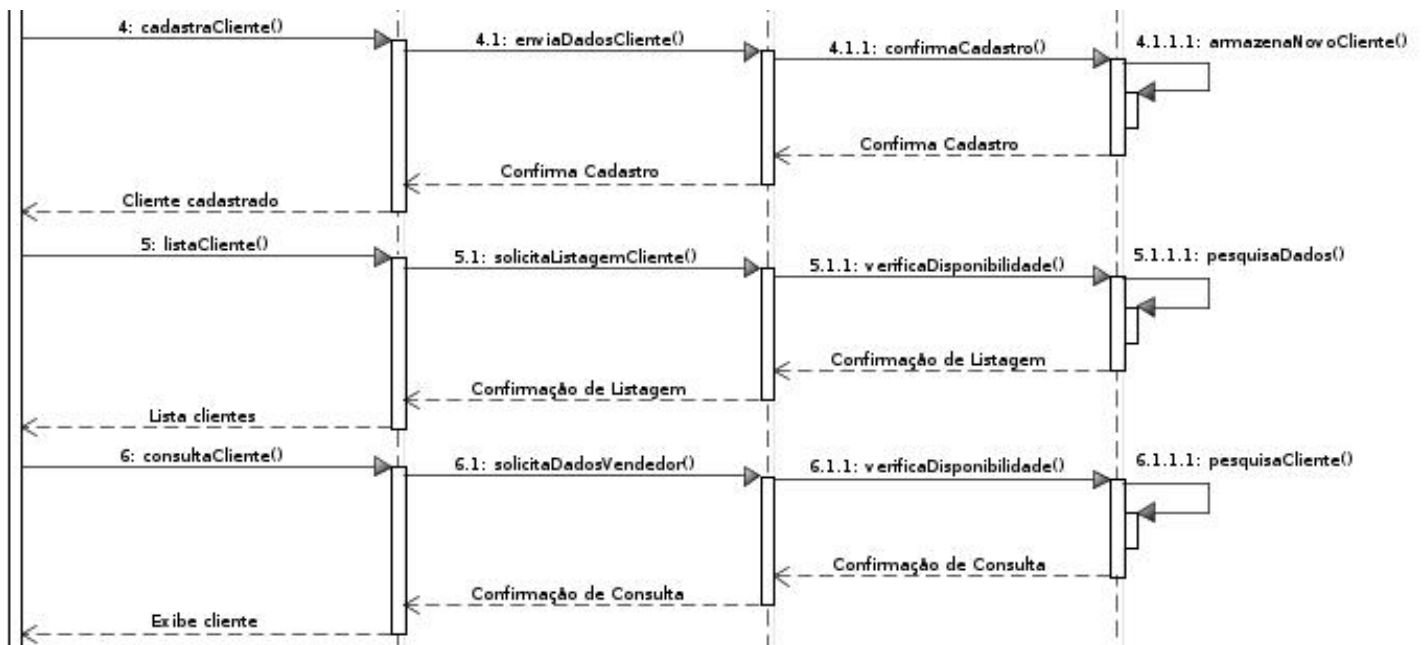 4: cadastraCliente()
4.1: enviaDadosCliente()
4.1.1: confirmaCadastro()
4.1.1.1: armazenaNovoCliente()
Confirma Cadastro
Confirma Cadastro
Cliente cadastrado
5: listaCliente()
5.1: solicitaListagemCliente()
5.1.1: verificaDisponibilidade()
5.1.1.1: pesquisaDados()
Confirmação de Listagem
Confirmação de Listagem
Lista clientes
6: consultaCliente()
6.1: solicitaDadosVendedor()
6.1.1: verificaDisponibilidade()
6.1.1.1: pesquisaCliente()
Confirmação de Consulta
Confirmação de Consulta
Exibe cliente